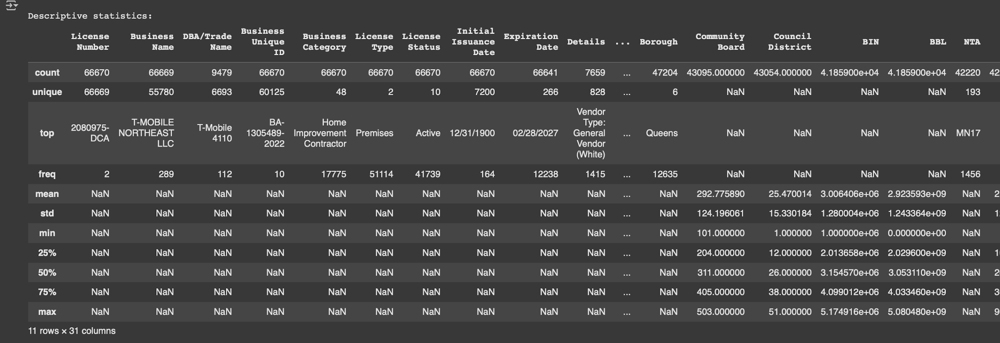 Descriptive statistics:
License Number Business Name DBA/Trade Name Business Unique ID Business Category License Type License Status Initial Issuance Date Expiration Date Details ... Borough Community Board Council District BIN BBL NTA
count 66670 66669 9479 66670 66670 66670 66670 66670 66641 7659 ... 47204 43095.000000 43054.000000 4.185900e+04 4.185900e+04 42220 42
unique 66669 55780 6693 60125 48 2 10 7200 266 828 ... 6 NaN NaN NaN NaN 193
top 2080975-DCA T-MOBILE NORTHEAST LLC T-Mobile 4110 BA-1305489-2022 Home Improvement Contractor Premises Active 12/31/1900 02/28/2027 Vendor Type: General Vendor (White) ... Queens NaN NaN NaN NaN MN17
freq 2 289 112 10 17775 51114 41739 164 12238 1415 ... 12635 NaN NaN NaN NaN 1456
mean NaN NaN NaN NaN NaN NaN NaN NaN NaN NaN ... NaN 292.775890 25.470014 3.006406e+06 2.923593e+09 NaN 2
std NaN NaN NaN NaN NaN NaN NaN NaN NaN NaN ... NaN 124.196061 15.330184 1.280004e+06 1.243364e+09 NaN 1
min NaN NaN NaN NaN NaN NaN NaN NaN NaN NaN ... NaN 101.000000 1.000000 1.000000e+06 0.000000e+00 NaN
25% NaN NaN NaN NaN NaN NaN NaN NaN NaN NaN ... NaN 204.000000 12.000000 2.013658e+06 2.029600e+09 NaN 1
50% NaN NaN NaN NaN NaN NaN NaN NaN NaN NaN ... NaN 311.000000 26.000000 3.154570e+06 3.053110e+09 NaN 2
75% NaN NaN NaN NaN NaN NaN NaN NaN NaN NaN ... NaN 405.000000 38.000000 4.099012e+06 4.033460e+09 NaN 3
max NaN NaN NaN NaN NaN NaN NaN NaN NaN NaN ... NaN 503.000000 51.000000 5.174916e+06 5.080480e+09 NaN 9
11 rows × 31 columns